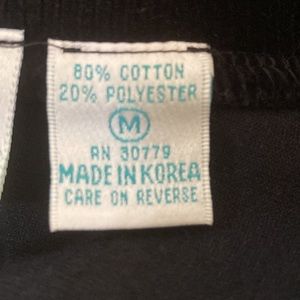 80% COTTON
20% POLYESTER
M
RN 30779
MADE IN KOREA
CARE ON REVERSE